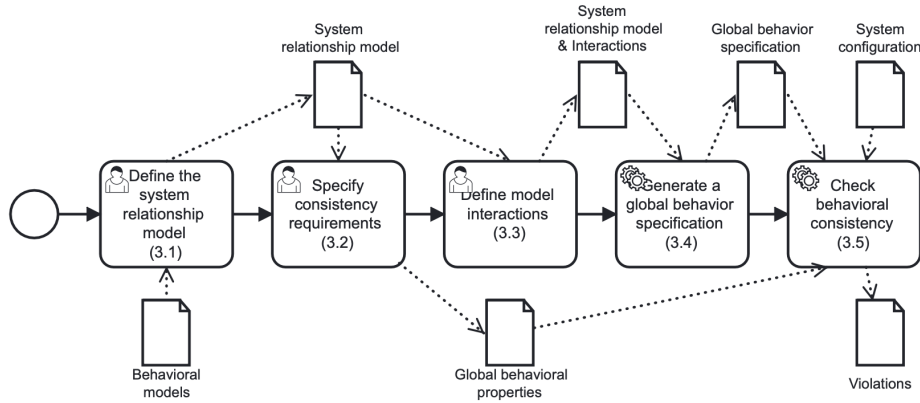 System
relationship model
System
relationship model
& Interactions
Global behavior
specification
System
configuration
Define the
system
relationship
model
(3.1)
Specify
consistency
requirements
(3.2)
Define model
interactions
(3.3)
Generate a
global behavior
specification
(3.4)
Check
behavioral
consistency
(3.5)
Behavioral
models
Global behavioral
properties
Violations